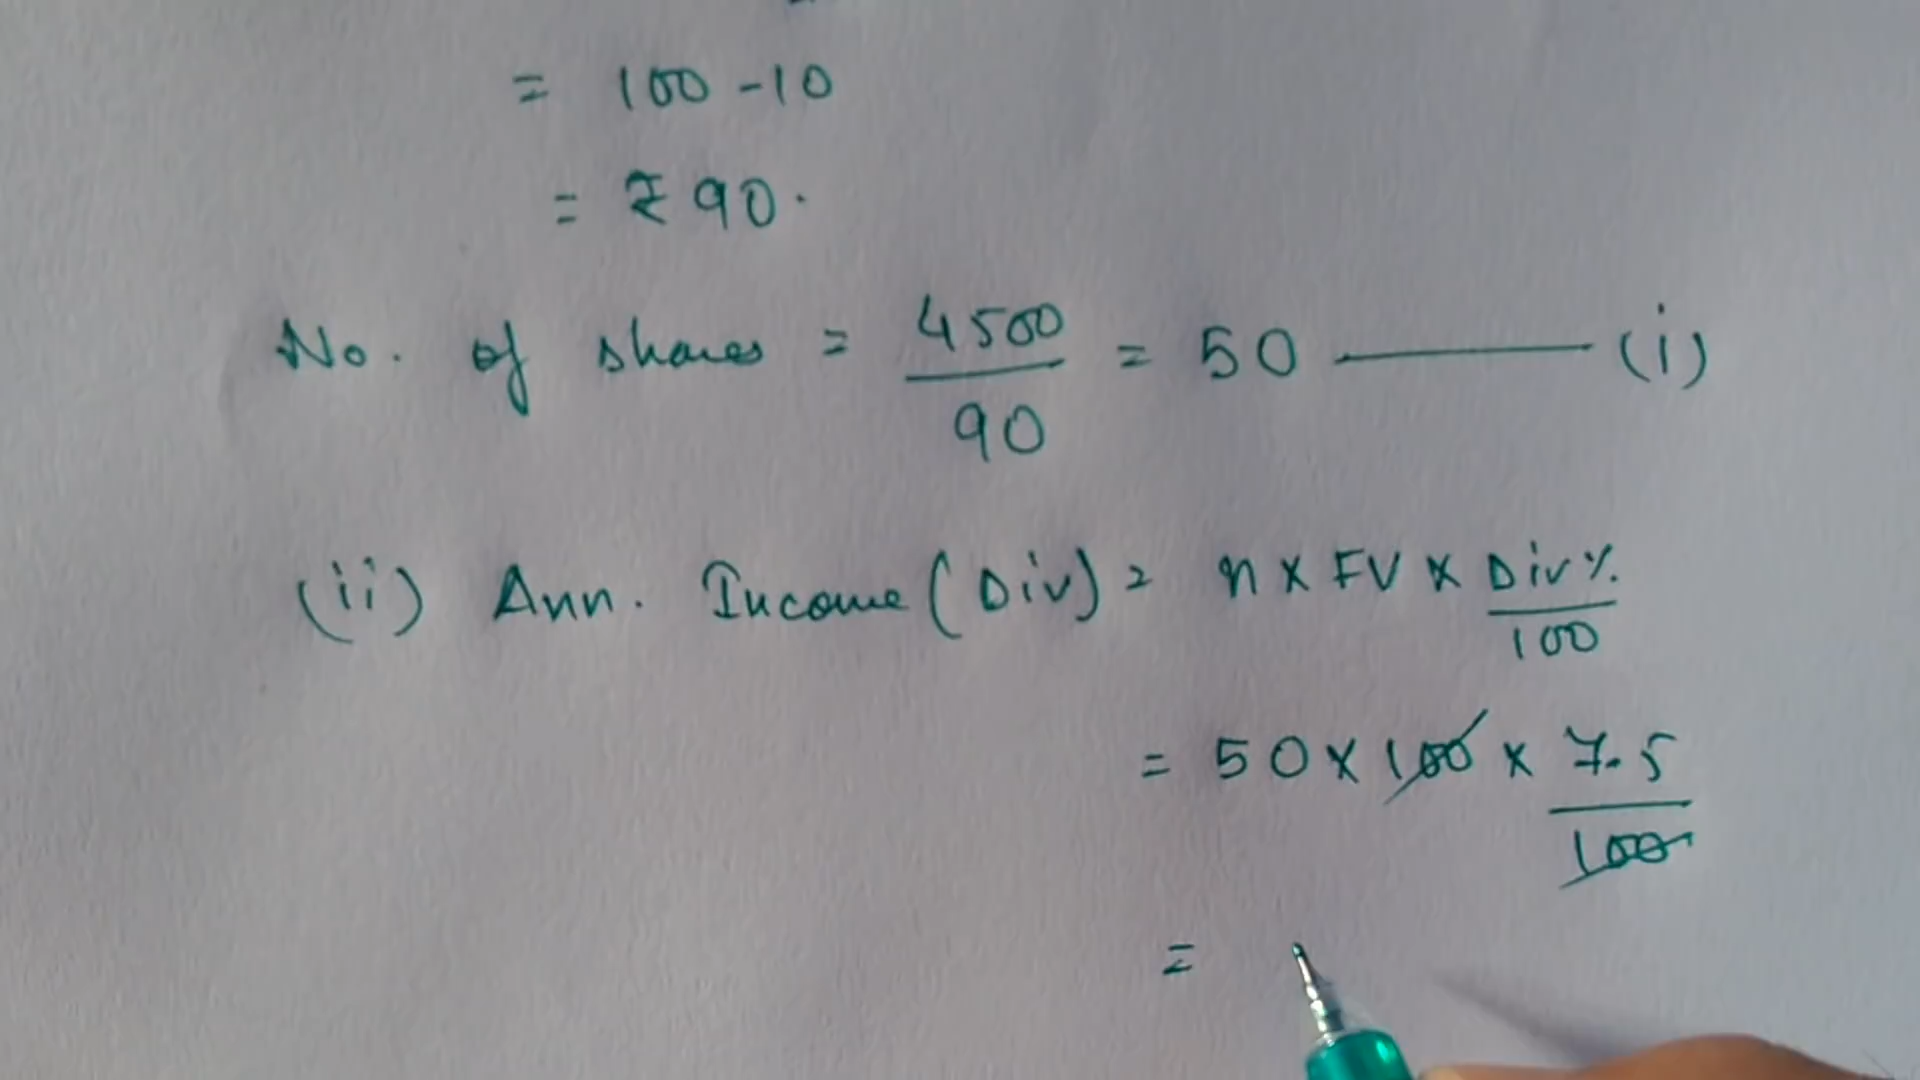 = 100 - 10
= ₹ 90.
No. of shares = 4500/90 = 50 ——— (i)
(ii) Ann. Income (Div) = n x FV x Div%/100
= 50 x 100 x 7.5/100
=